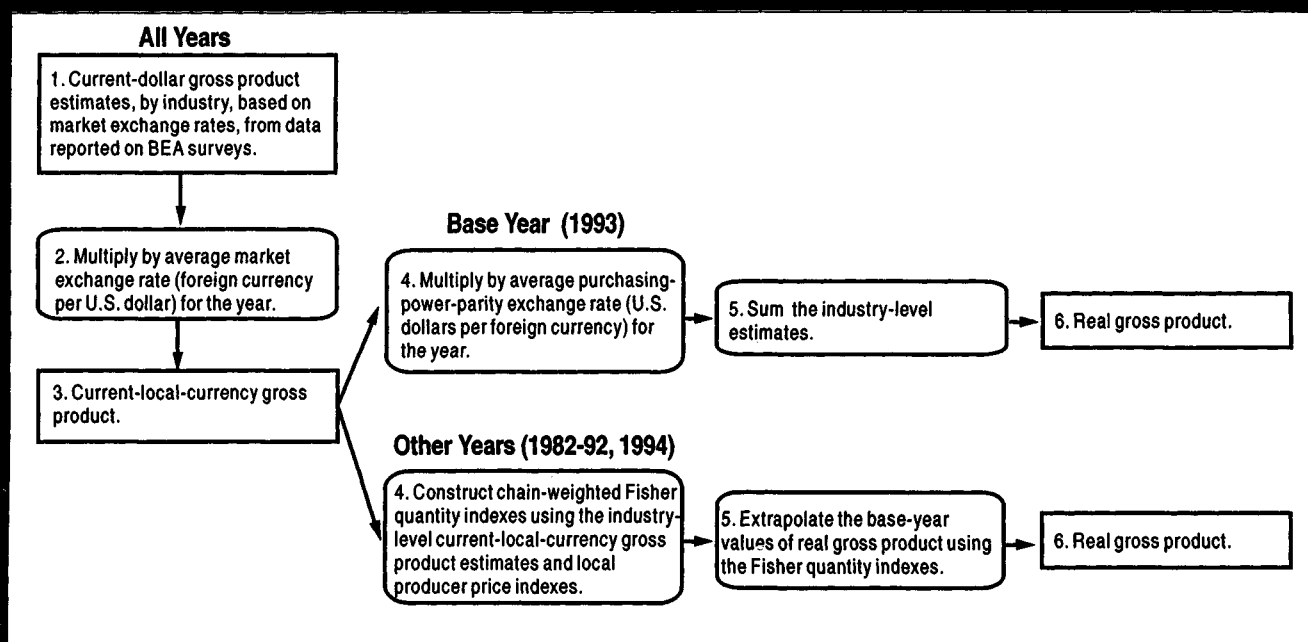 All Years
1. Current-dollar gross product
estimates, by industry, based on
market exchange rates, from data
reported on BEA surveys.
2. Multiply by average market
exchange rate (foreign currency
per U.S. dollar) for the year.
3. Current-local-currency gross
product.
Base Year (1993)
4. Multiply by average purchasing-
power-parity exchange rate (U.S.
dollars per foreign currency) for
the year.
5. Sum the industry-level
estimates.
6. Real gross product.
Other Years (1982-92, 1994)
4. Construct chain-weighted Fisher
quantity indexes using the industry-
level current-local-currency gross
product estimates and local
producer price indexes.
5. Extrapolate the base-year
values of real gross product using
the Fisher quantity indexes.
6. Real gross product.